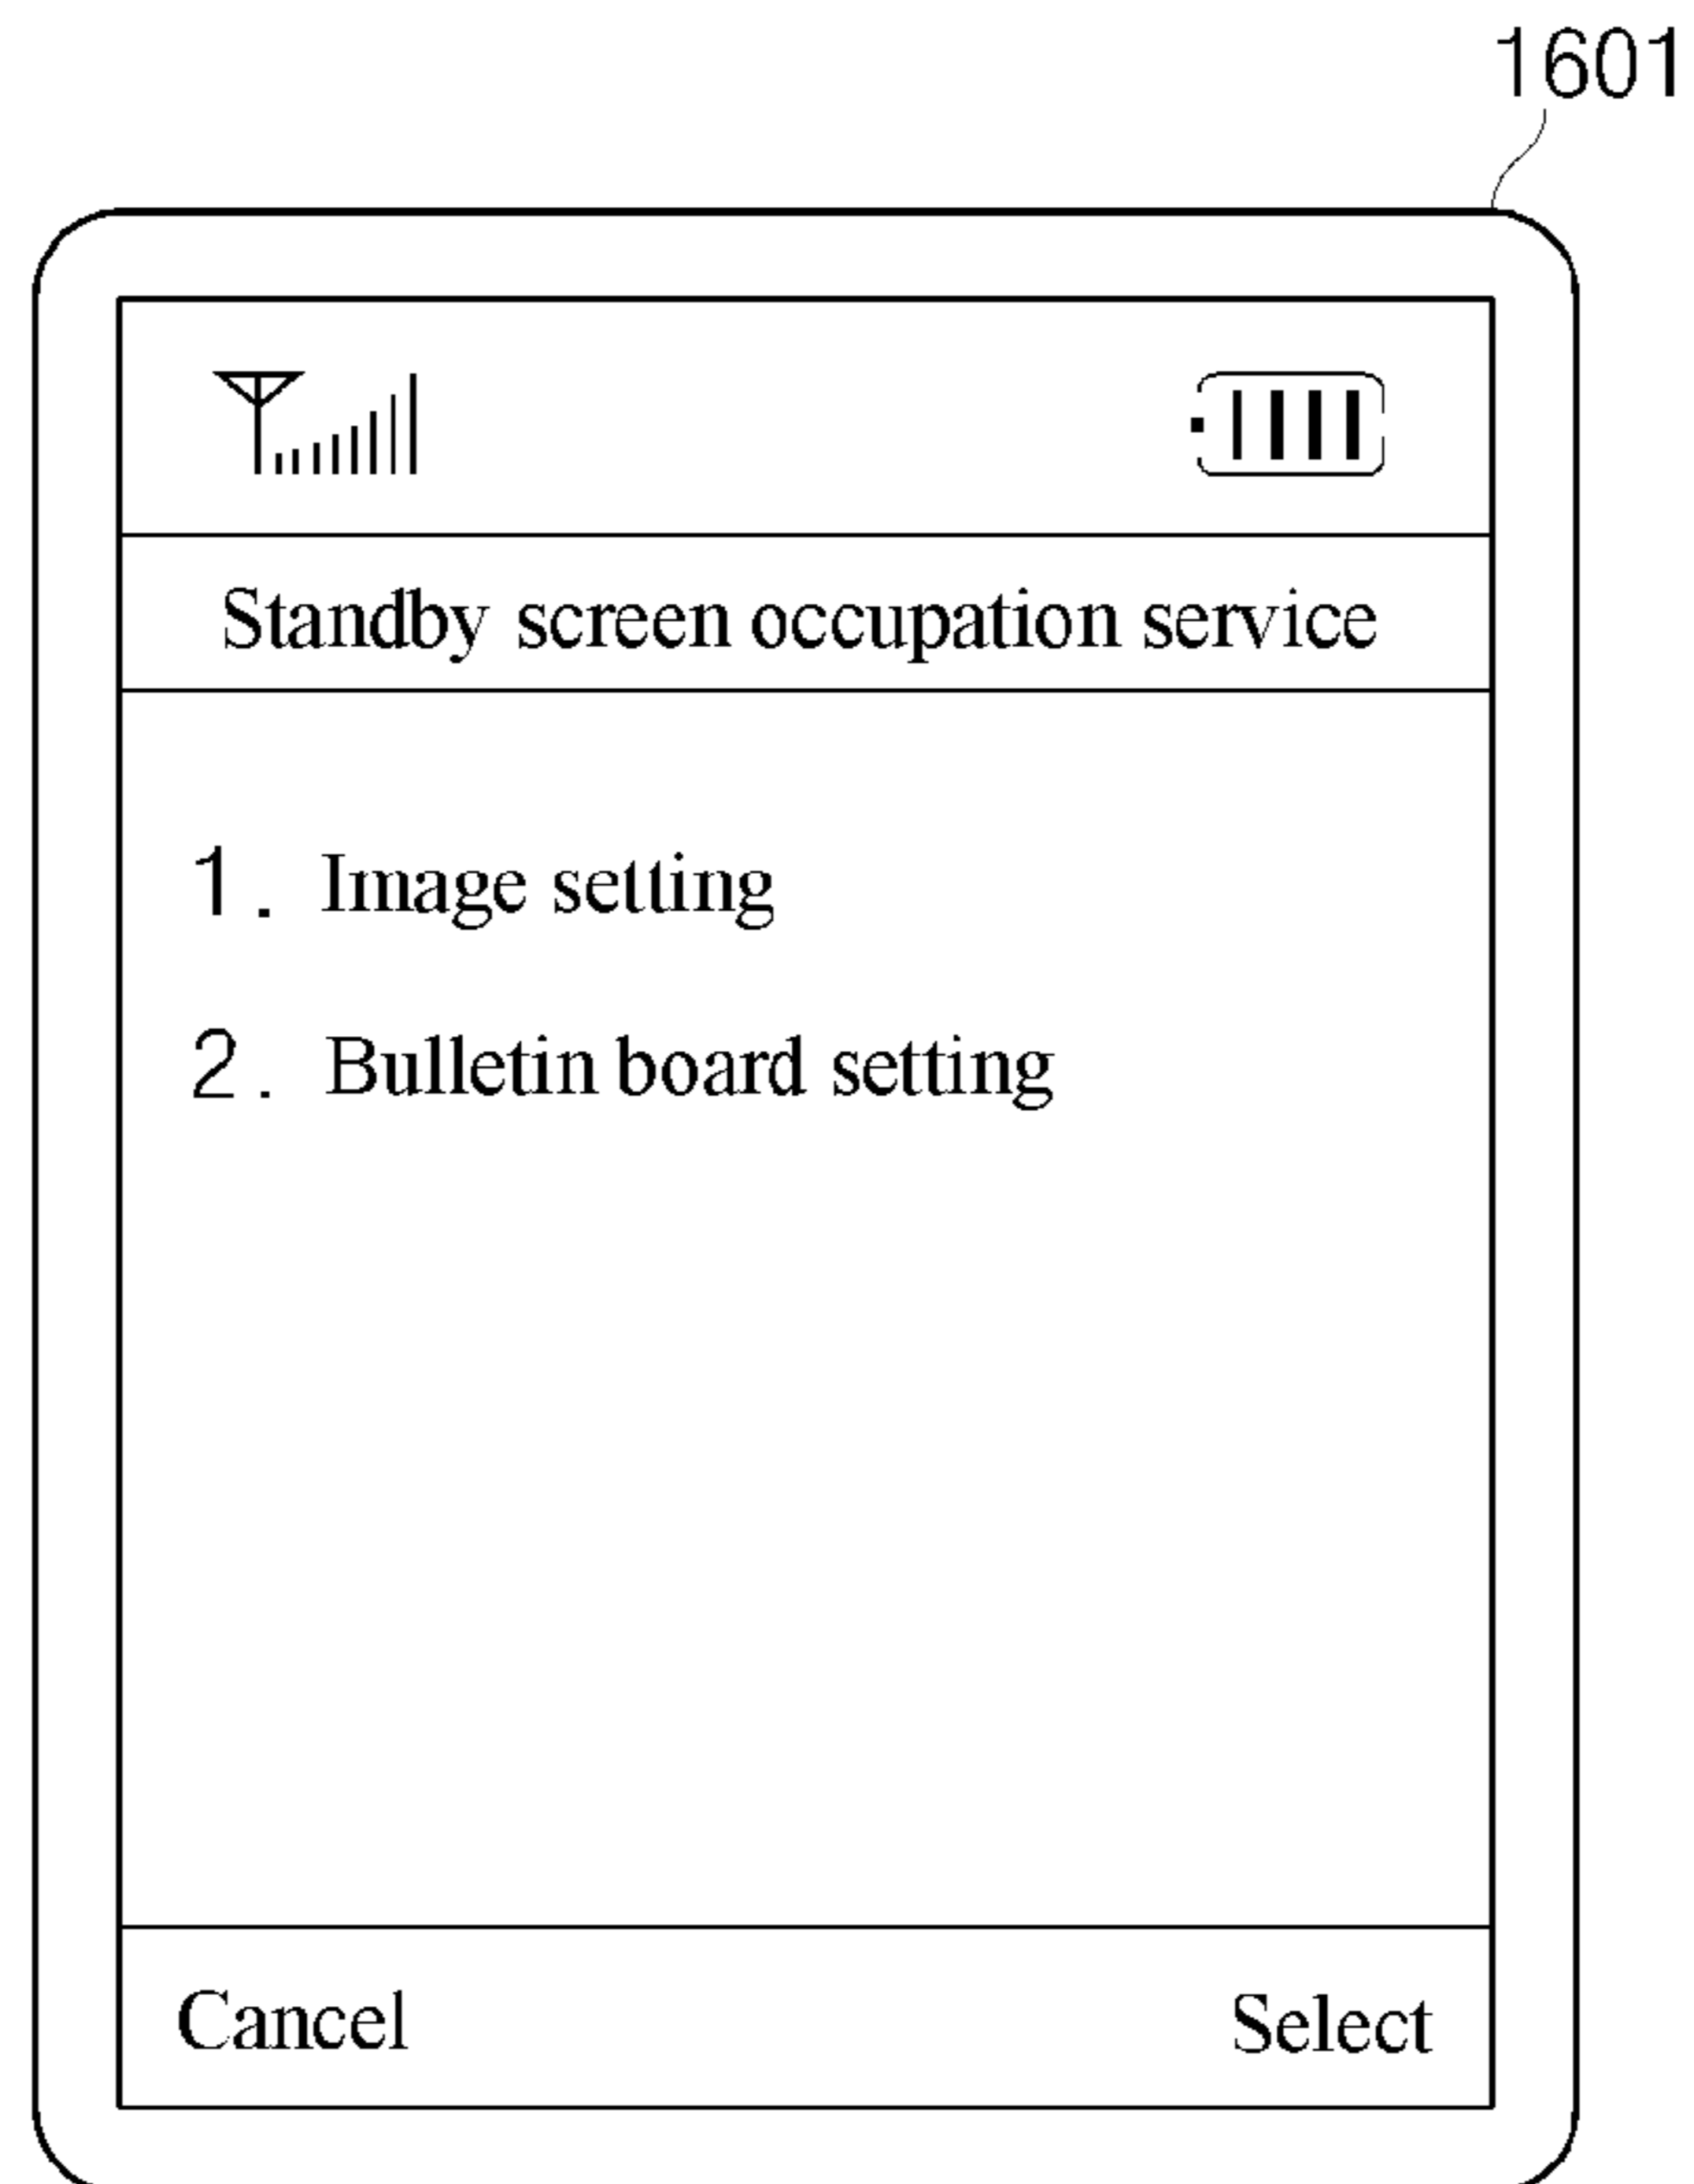 1601
Standby screen occupation service
1. Image setting
2. Bulletin board setting
Cancel Select